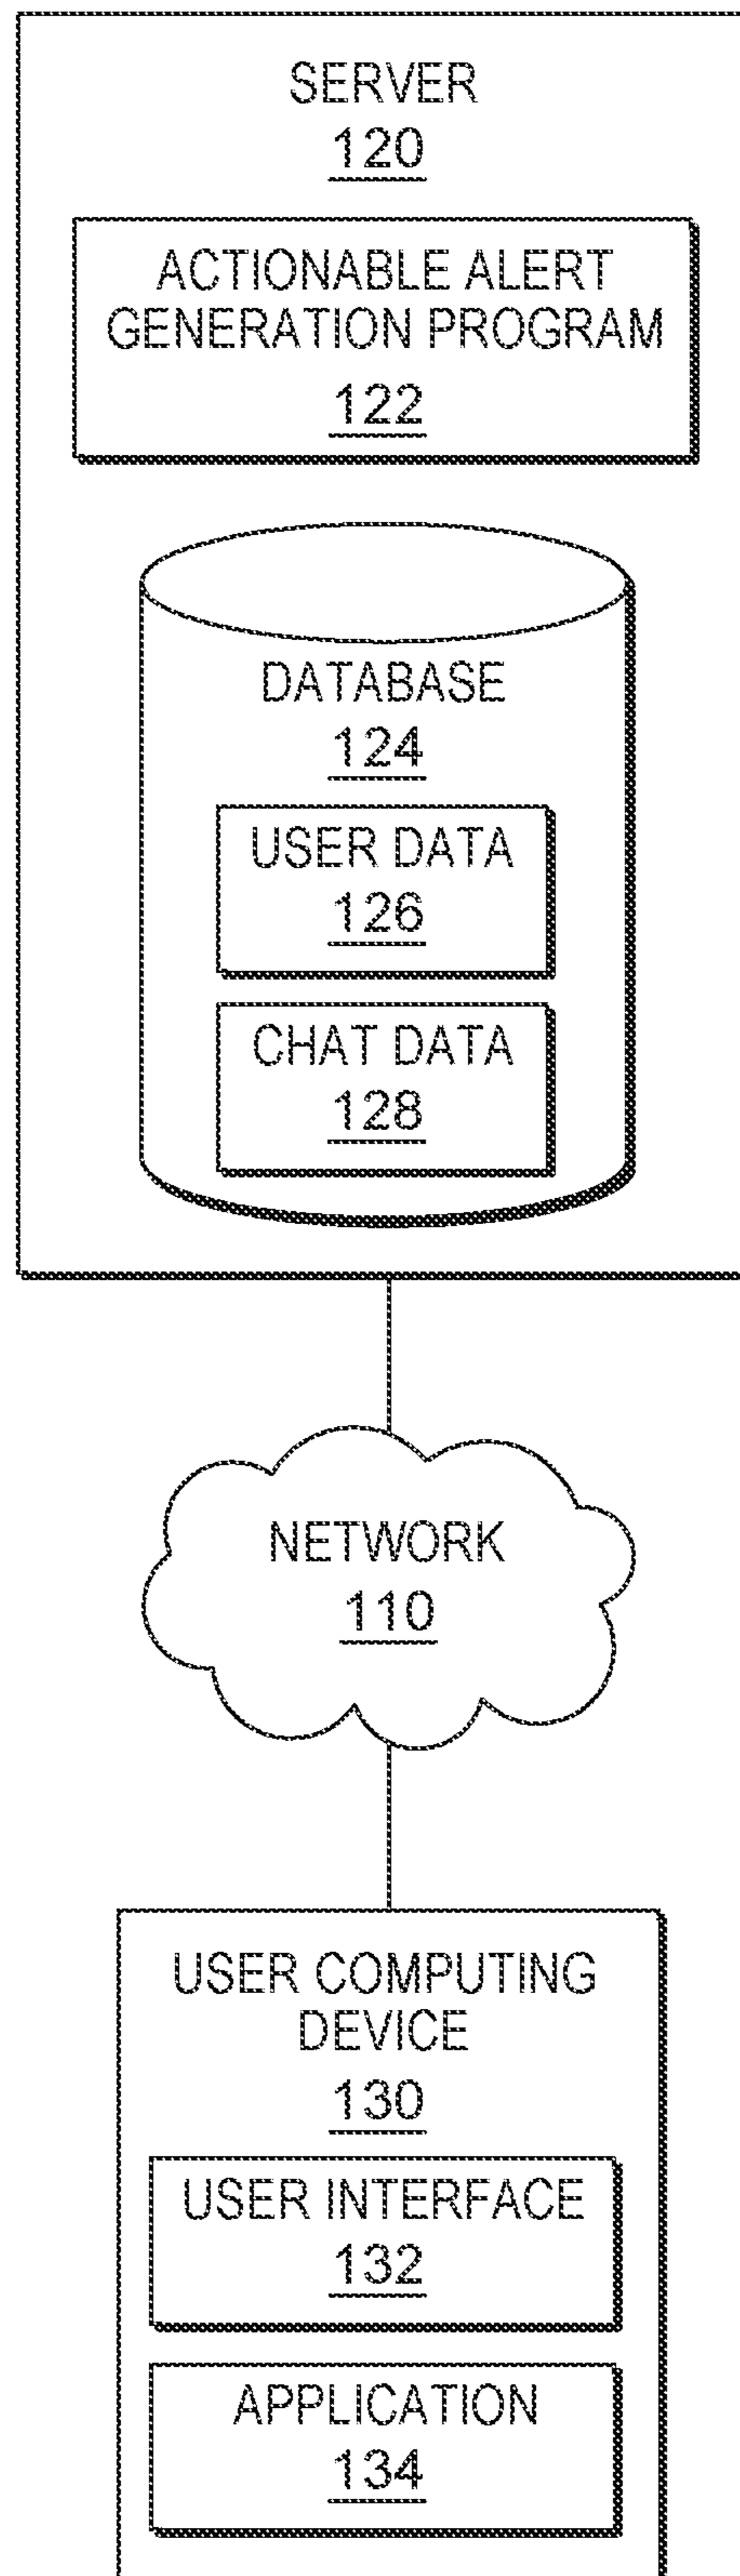 SERVER
120
ACTIONABLE ALERT
GENERATION PROGRAM
122
DATABASE
124
USER DATA
126
CHAT DATA
128
NETWORK
110
USER COMPUTING
DEVICE
130
USER INTERFACE
132
APPLICATION
134